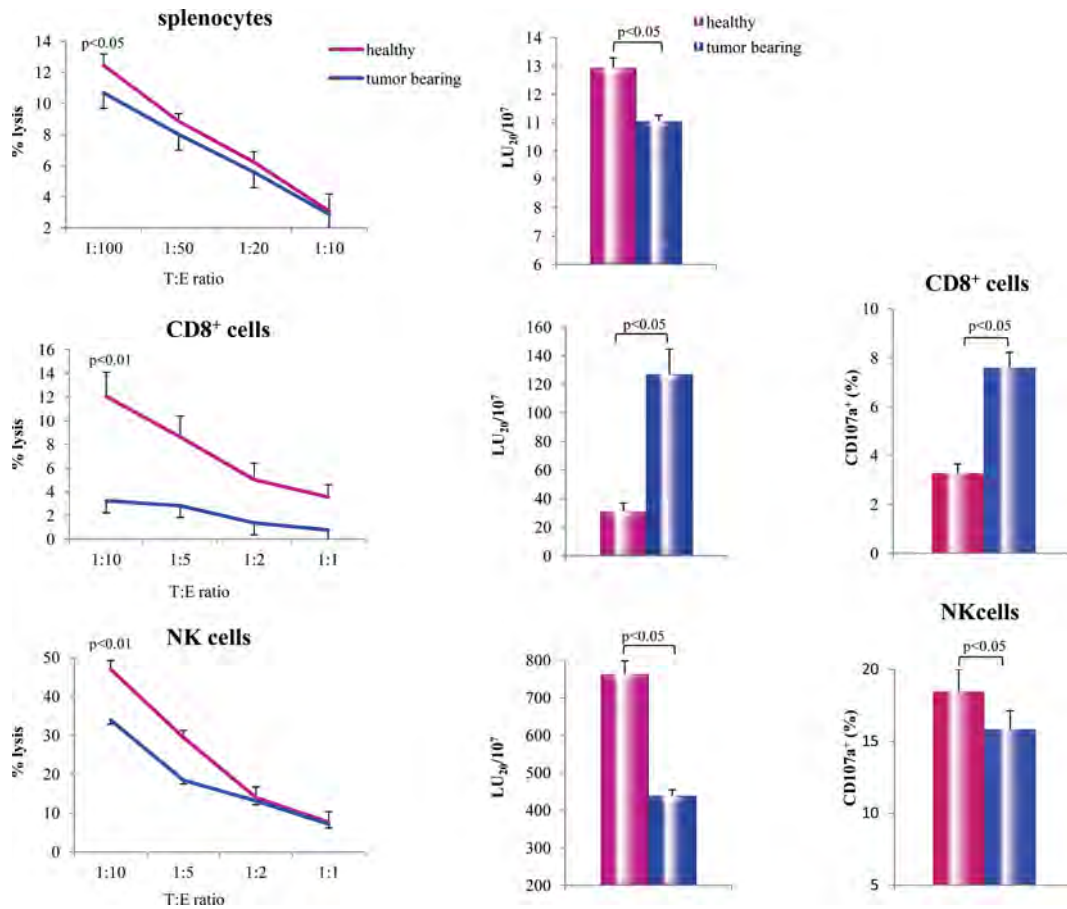 splenocytes
% lysis
14
12
10
8
6
4
2
p<0.05
healthy
tumor bearing
1:100 1:50 1:20 1:10
T:E ratio
LU20/10⁷
14
13
12
11
10
9
8
7
6
p<0.05
healthy
tumor bearing
CD8⁺ cells
% lysis
16
14
12
10
8
6
4
2
0
p<0.01
1:10 1:5 1:2 1:1
T:E ratio
LU20/10⁷
160
140
120
100
80
60
40
20
0
p<0.05
CD8⁺ cells
CD107a⁺ (%)
10
8
6
4
2
0
p<0.05
NK cells
% lysis
50
40
30
20
10
0
p<0.01
1:10 1:5 1:2 1:1
T:E ratio
LU20/10⁷
800
700
600
500
400
300
200
p<0.05
NKcells
CD107a⁺ (%)
20
15
10
5
p<0.05